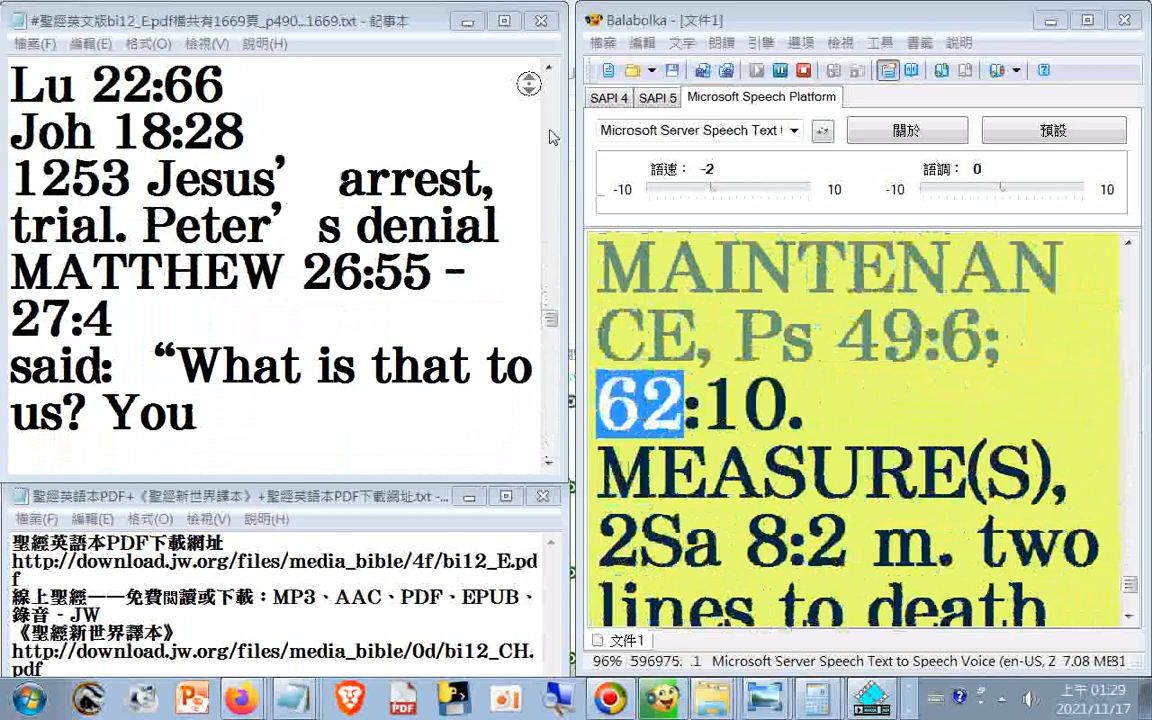 #聖經英文版bi12_E.pdf檔共有1669頁_p490...1669.txt - 記事本
檔案(F) 編輯(E) 格式(O) 檢視(V) 說明(H)
Lu 22:66
Joh 18:28
1253 Jesus’ arrest,
trial. Peter’s denial
MATTHEW 26:55 –
27:4
said: “What is that to
us? You
聖經英語本PDF+《聖經新世界譯本》+聖經英語本PDF下載網址.txt - ...
檔案(F) 編輯(E) 格式(O) 檢視(V) 說明(H)
聖經英語本PDF下載網址
http://download.jw.org/files/media_bible/4f/bi12_E.pd
f
線上聖經——免費閱讀或下載：MP3、AAC、PDF、EPUB、
錄音 - JW
《聖經新世界譯本》
http://download.jw.org/files/media_bible/0d/bi12_CH.
pdf
Balabolka - [文件1]
檔案 編輯 文字 朗讀 引擎 選項 檢視 工具 書籤 說明
SAPI 4 SAPI 5 Microsoft Speech Platform
Microsoft Server Speech Text 關於 預設
語速： -2 語調： 0
-10 10 -10 10
MAINTENAN
CE, Ps 49:6;
62:10.
MEASURE(S),
2Sa 8:2 m. two
lines to death
文件1
96% 596975. .1 Microsoft Server Speech Text to Speech Voice (en-US, Z 7.08 MB
上午 01:29
2021/11/17